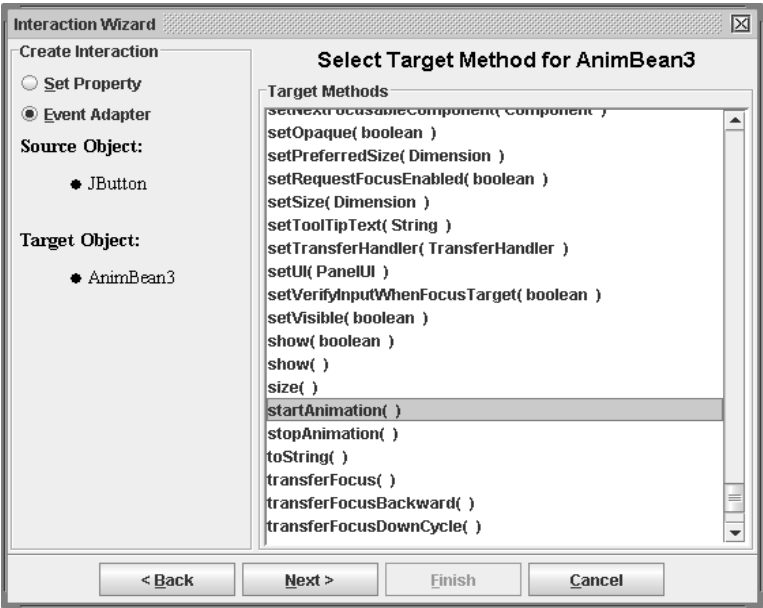 Interaction Wizard
Create Interaction
Set Property
Event Adapter
Source Object:
JButton
Target Object:
AnimBean3
Select Target Method for AnimBean3
Target Methods
setNextFocusableComponent( Component )
setOpaque( boolean )
setPreferredSize( Dimension )
setRequestFocusEnabled( boolean )
setSize( Dimension )
setToolTipText( String )
setTransferHandler( TransferHandler )
setUI( PanelUI )
setVerifyInputWhenFocusTarget( boolean )
setVisible( boolean )
show( boolean )
show( )
size( )
startAnimation( )
stopAnimation( )
toString( )
transferFocus( )
transferFocusBackward( )
transferFocusDownCycle( )
< Back Next > Finish Cancel